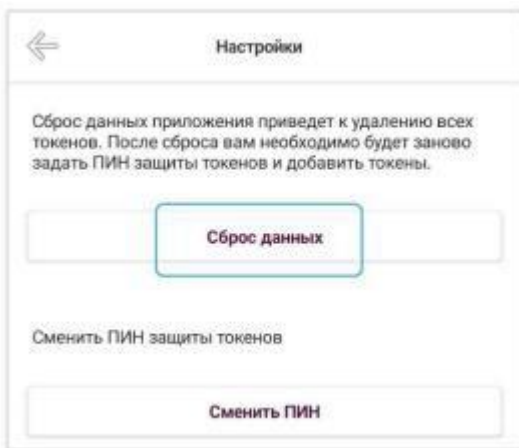 Настройки
Сброс данных приложения приведет к удалению всех
токенов. После сброса вам необходимо будет заново
задать ПИН защиты токенов и добавить токены.
Сброс данных
Сменить ПИН защиты токенов
Сменить ПИН